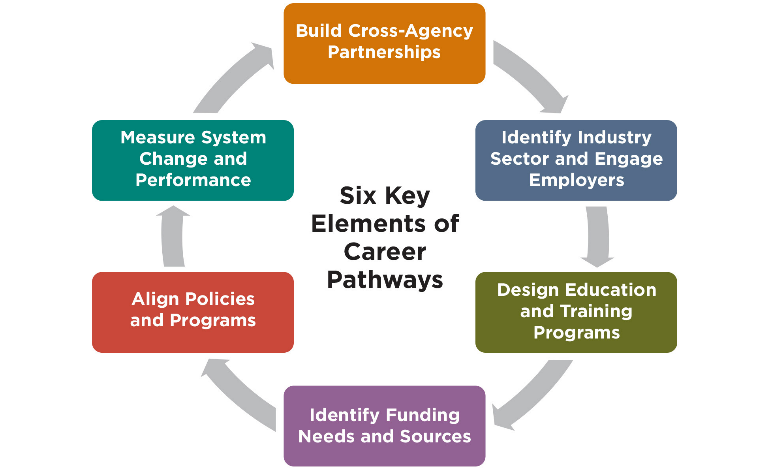 Build Cross-Agency
Partnerships
Identify Industry
Sector and Engage
Employers
Design Education
and Training
Programs
Identify Funding
Needs and Sources
Align Policies
and Programs
Measure System
Change and
Performance
Six Key
Elements of
Career
Pathways